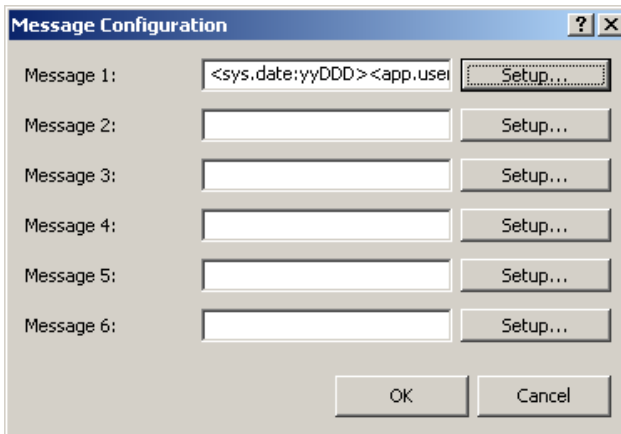 Message Configuration ? X
Message 1: <sys.date:yyDDD><app.user Setup...
Message 2: Setup...
Message 3: Setup...
Message 4: Setup...
Message 5: Setup...
Message 6: Setup...
OK Cancel